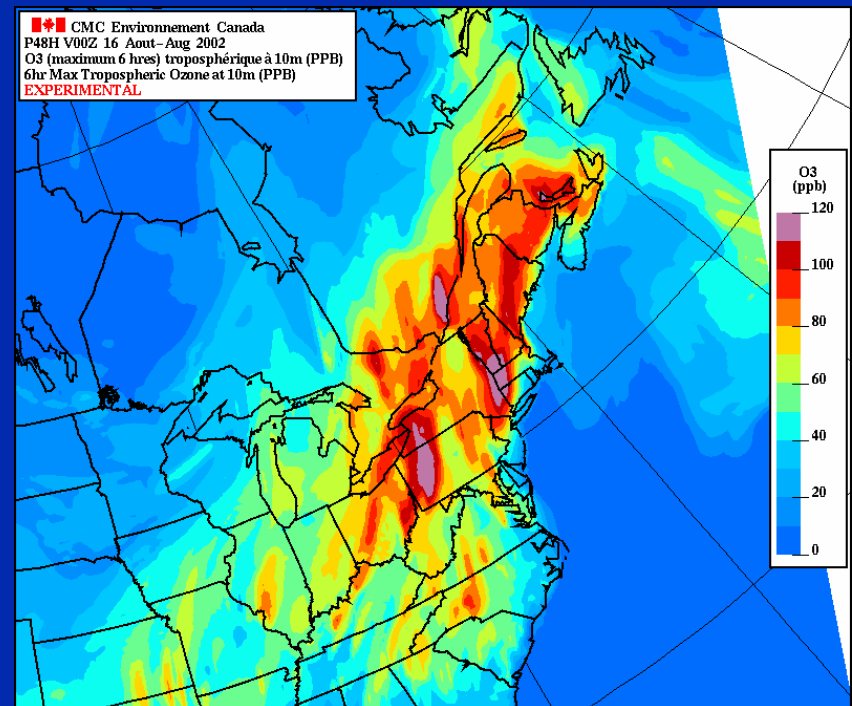 CMC Environnement Canada
P48H V00Z 16 Aout-Aug 2002
O3 (maximum 6 hres) troposphérique à 10m (PPB)
6hr Max Tropospheric Ozone at 10m (PPB)
EXPERIMENTAL
O3
(ppb)
120
100
80
60
40
20
0